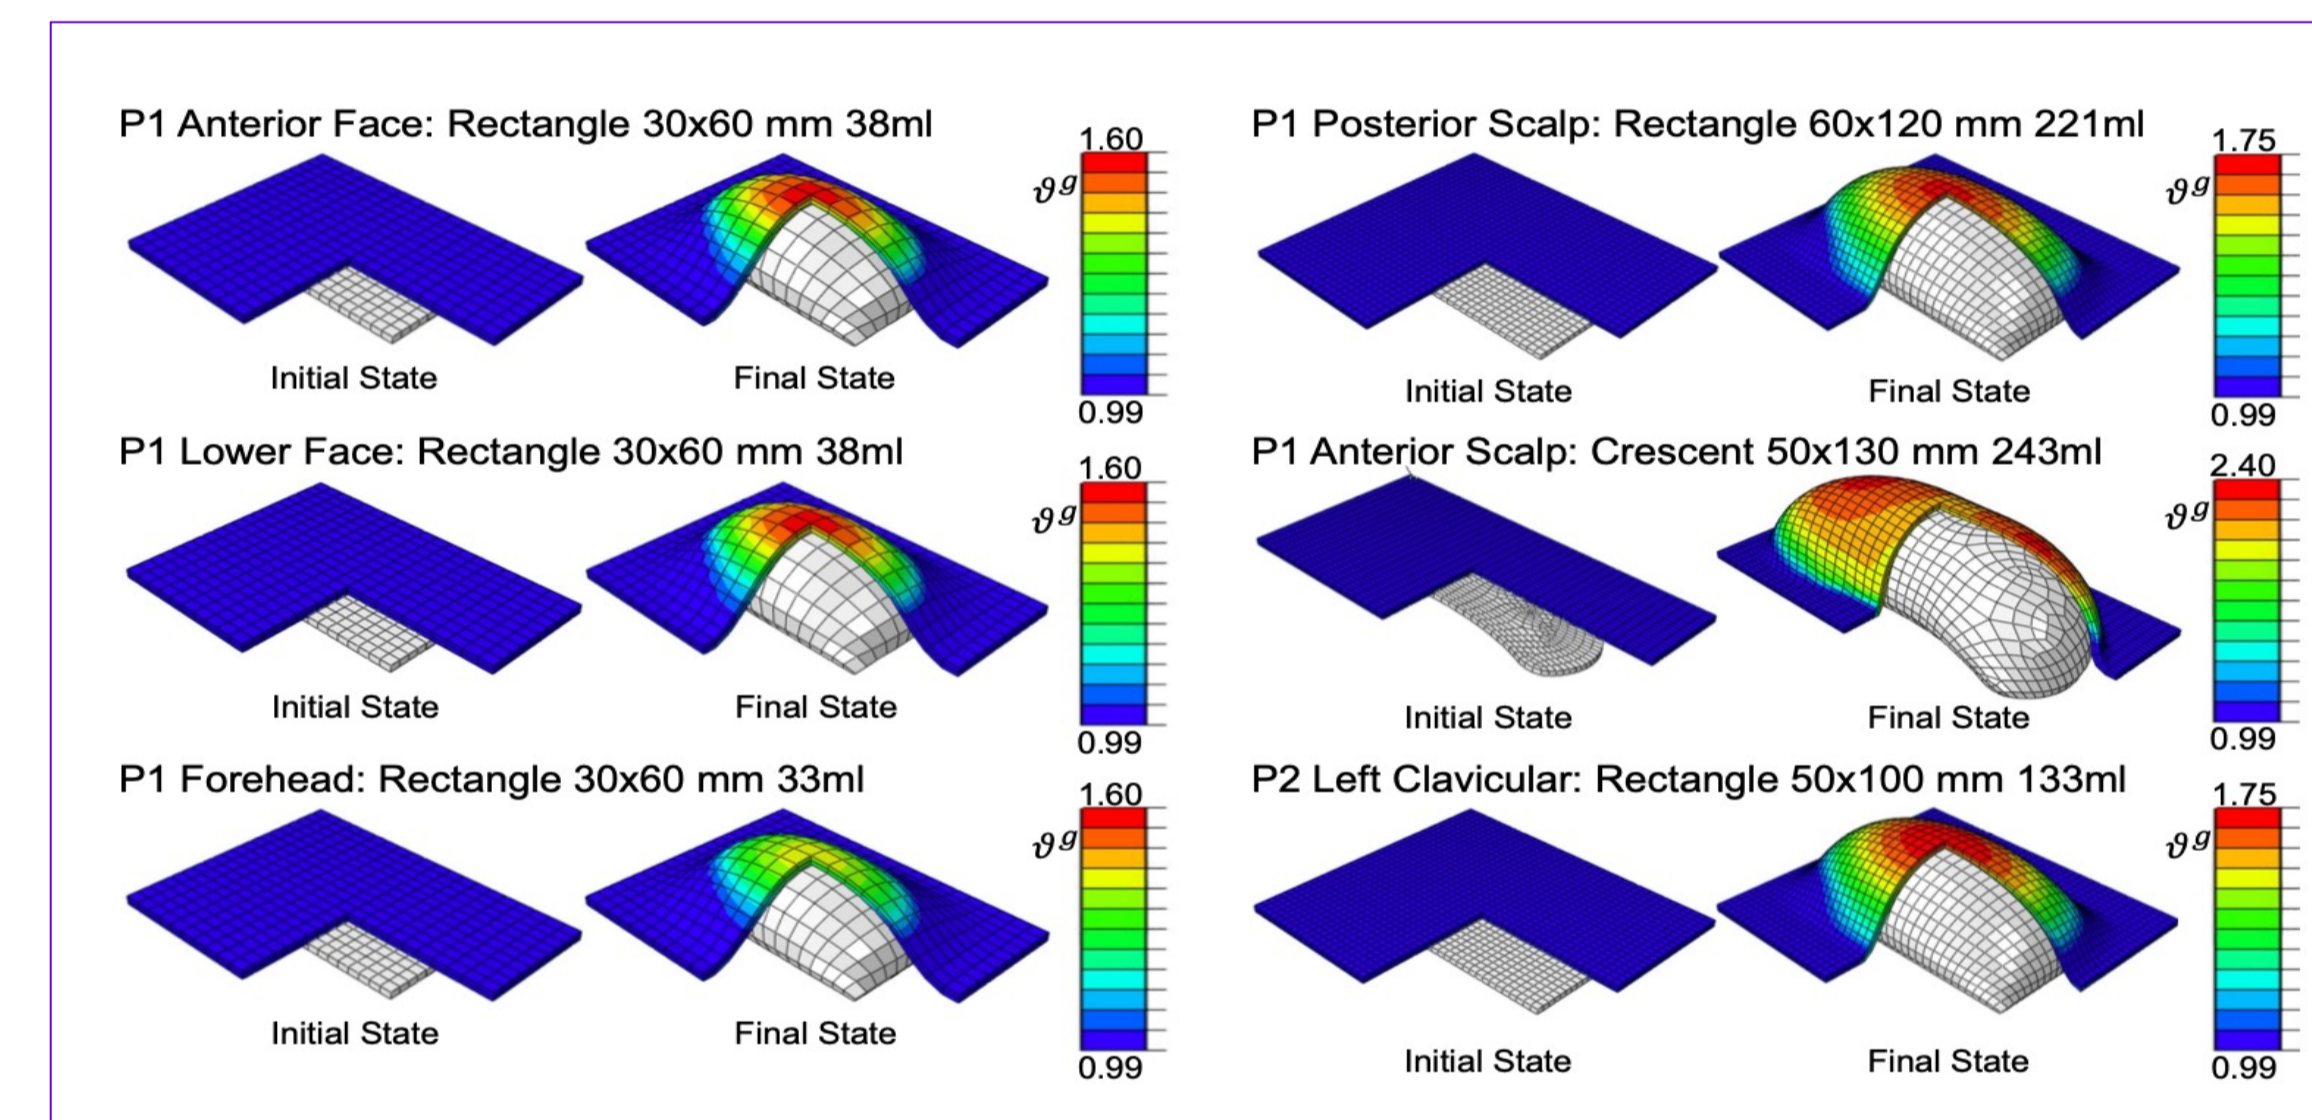 P1 Anterior Face: Rectangle 30x60 mm 38ml
1.60
ϑᵍ
0.99
Initial State
Final State
P1 Posterior Scalp: Rectangle 60x120 mm 221ml
1.75
ϑᵍ
0.99
Initial State
Final State
P1 Lower Face: Rectangle 30x60 mm 38ml
1.60
ϑᵍ
0.99
Initial State
Final State
P1 Anterior Scalp: Crescent 50x130 mm 243ml
2.40
ϑᵍ
0.99
Initial State
Final State
P1 Forehead: Rectangle 30x60 mm 33ml
1.60
ϑᵍ
0.99
Initial State
Final State
P2 Left Clavicular: Rectangle 50x100 mm 133ml
1.75
ϑᵍ
0.99
Initial State
Final State